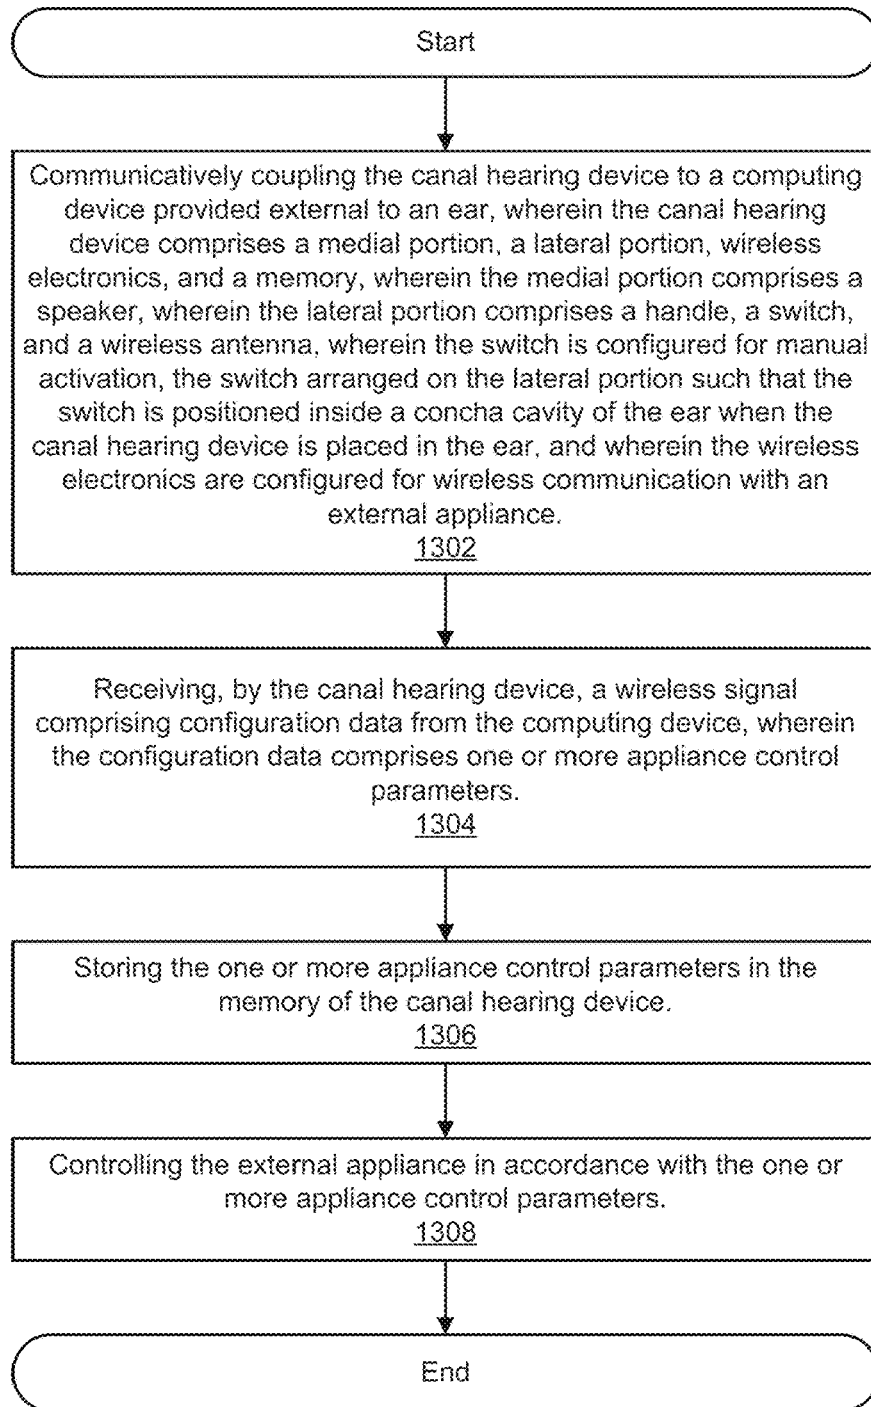 Start
Communicatively coupling the canal hearing device to a computing
device provided external to an ear, wherein the canal hearing
device comprises a medial portion, a lateral portion, wireless
electronics, and a memory, wherein the medial portion comprises a
speaker, wherein the lateral portion comprises a handle, a switch,
and a wireless antenna, wherein the switch is configured for manual
activation, the switch arranged on the lateral portion such that the
switch is positioned inside a concha cavity of the ear when the
canal hearing device is placed in the ear, and wherein the wireless
electronics are configured for wireless communication with an
external appliance.
1302
Receiving, by the canal hearing device, a wireless signal
comprising configuration data from the computing device, wherein
the configuration data comprises one or more appliance control
parameters.
1304
Storing the one or more appliance control parameters in the
memory of the canal hearing device.
1306
Controlling the external appliance in accordance with the one or
more appliance control parameters.
1308
End